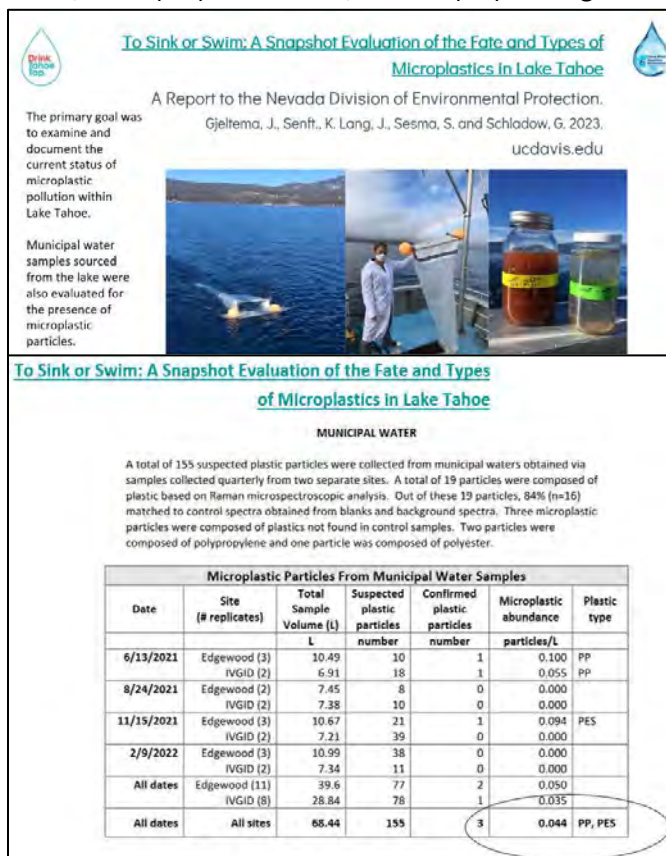 Drink
Tahoe
Tap.
To Sink or Swim: A Snapshot Evaluation of the Fate and Types of
Microplastics in Lake Tahoe
A Report to the Nevada Division of Environmental Protection.
Gjeltema, J., Senft., K. Lang, J., Sesma, S. and Schladow, G. 2023.
ucdavis.edu
The primary goal was
to examine and
document the
current status of
microplastic
pollution within
Lake Tahoe.
Municipal water
samples sourced
from the lake were
also evaluated for
the presence of
microplastic
particles.
To Sink or Swim: A Snapshot Evaluation of the Fate and Types
of Microplastics in Lake Tahoe
MUNICIPAL WATER
A total of 155 suspected plastic particles were collected from municipal waters obtained via
samples collected quarterly from two separate sites. A total of 19 particles were composed of
plastic based on Raman microspectroscopic analysis. Out of these 19 particles, 84% (n=16)
matched to control spectra obtained from blanks and background spectra. Three microplastic
particles were composed of plastics not found in control samples. Two particles were
composed of polypropylene and one particle was composed of polyester.
Microplastic Particles From Municipal Water Samples
Date Site (# replicates) Total Sample Volume (L) Suspected plastic particles Confirmed plastic particles Microplastic abundance Plastic type
L number number particles/L
6/13/2021 Edgewood (3) 10.49 10 1 0.100 PP
IVGID (2) 6.91 18 1 0.055 PP
8/24/2021 Edgewood (2) 7.45 8 0 0.000
IVGID (2) 7.38 10 0 0.000
11/15/2021 Edgewood (3) 10.67 21 1 0.094 PES
IVGID (2) 7.21 39 0 0.000
2/9/2022 Edgewood (3) 10.99 38 0 0.000
IVGID (2) 7.34 11 0 0.000
All dates Edgewood (11) 39.6 77 2 0.050
IVGID (8) 28.84 78 1 0.035
All dates All sites 68.44 155 3 0.044 PP, PES